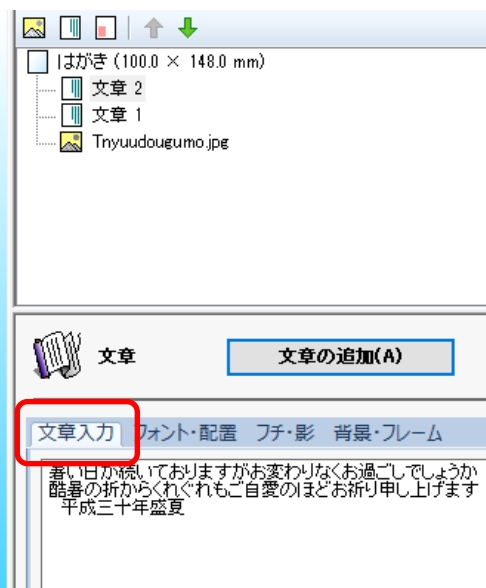 はがき (100.0 × 148.0 mm)
文章 2
文章 1
Tnyuudougumo.jpg
文章
文章の追加(A)
文章入力 フォント・配置 フチ・影 背景・フレーム
暑い日が続いておりますがお変わりなくお過ごしでしょうか
酷暑の折からくれぐれもご自愛のほどお祈り申し上げます
平成三十年盛夏